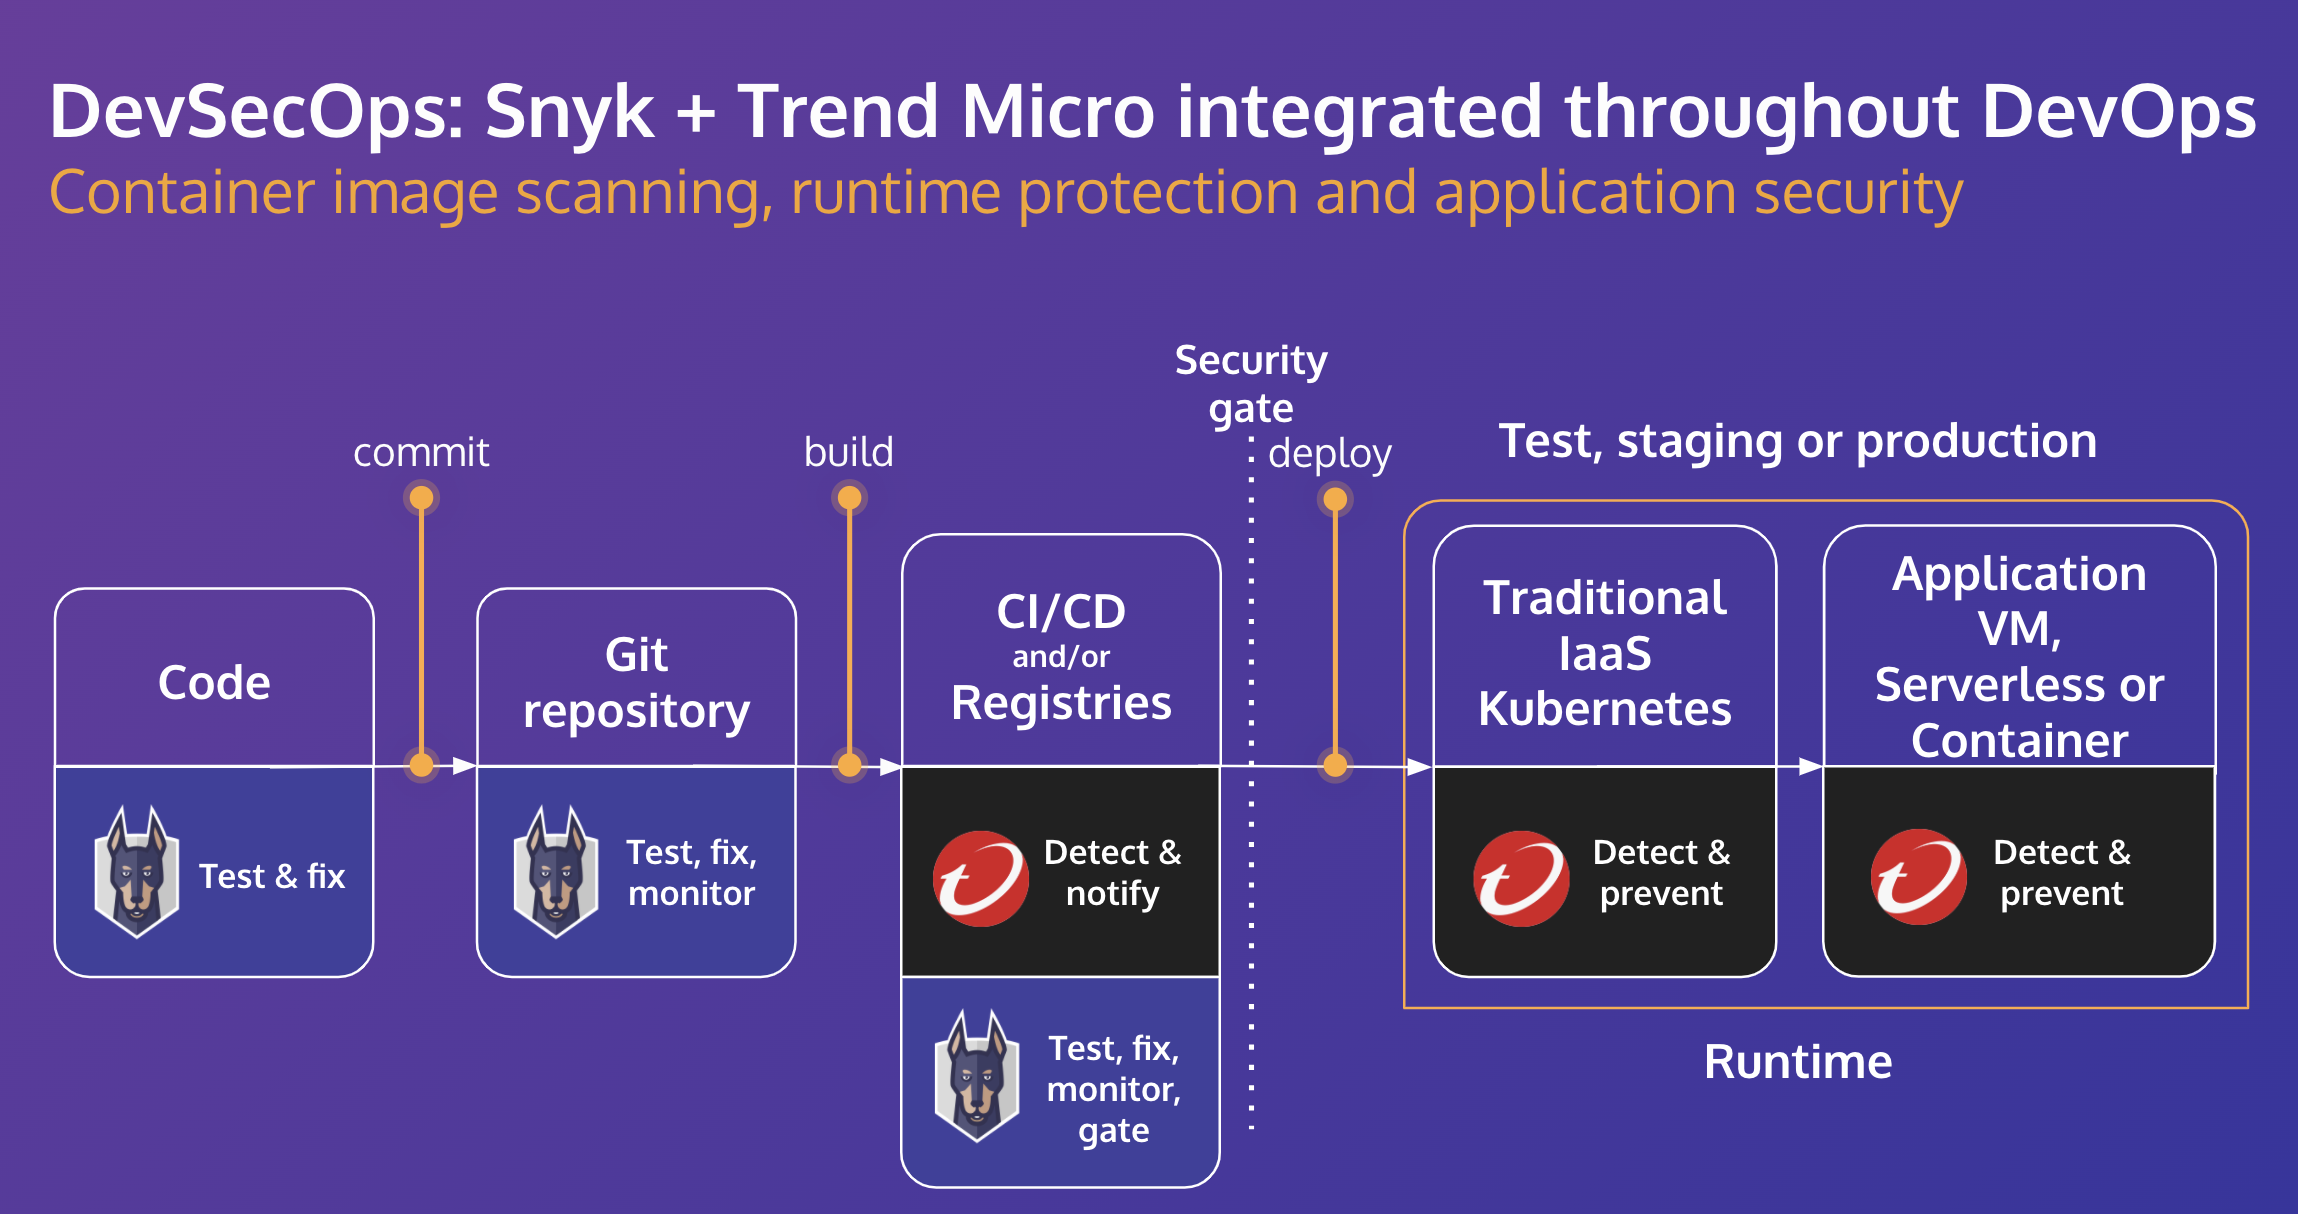 DevSecOps: Snyk + Trend Micro integrated throughout DevOps
Container image scanning, runtime protection and application security
Security
gate
commit
build
deploy
Test, staging or production
Code
Git
repository
CI/CD
and/or
Registries
Traditional
IaaS
Kubernetes
Application
VM,
Serverless or
Container
Test & fix
Test, fix,
monitor
Detect &
notify
Detect &
prevent
Detect &
prevent
Test, fix,
monitor,
gate
Runtime